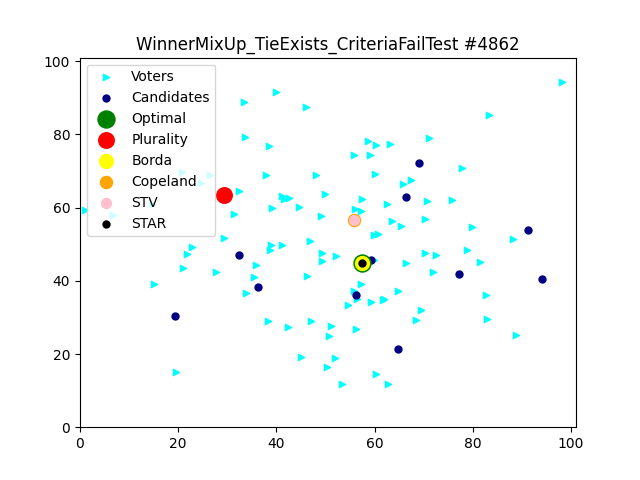 WinnerMixUp_TieExists_CriteriaFailTest #4862
100
80
60
40
20
0
Voters
Candidates
Optimal
Plurality
Borda
Copeland
STV
STAR
0 20 40 60 80 100